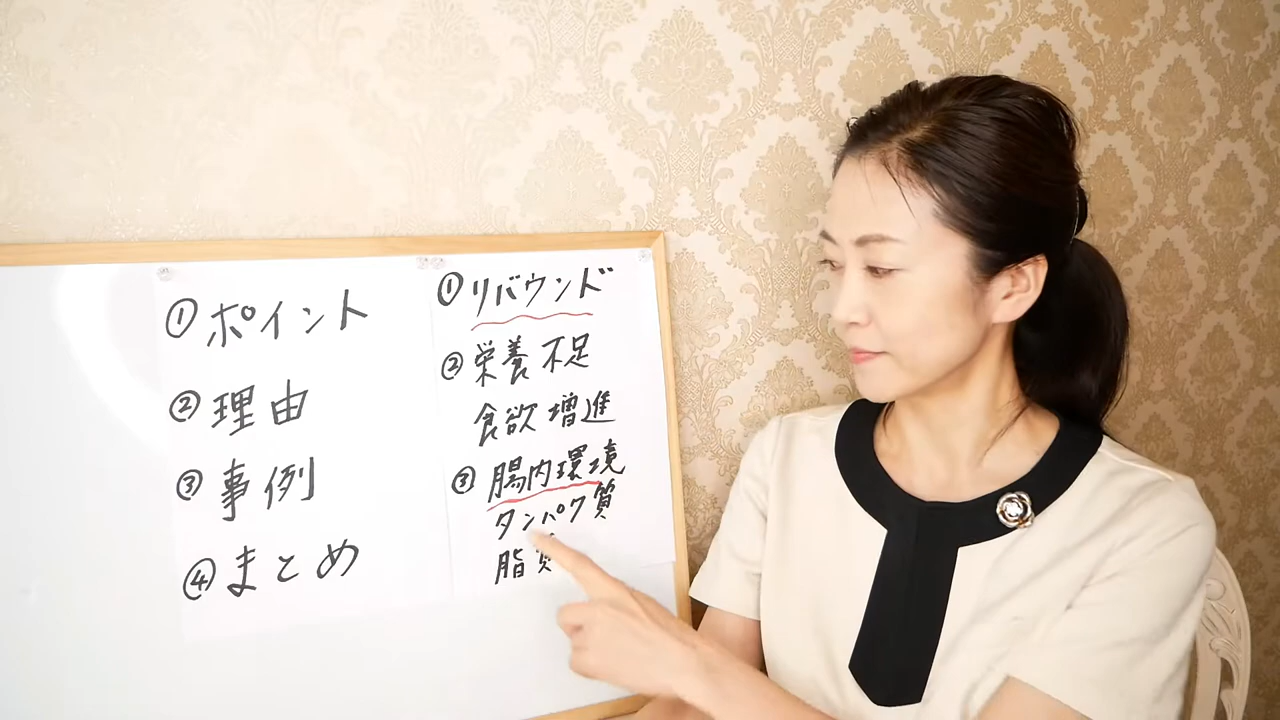 ①ポイント
②理由
③事例
④まとめ
①リバウンド
②栄養不足
食欲増進
③腸内環境
タンパク質
脂質